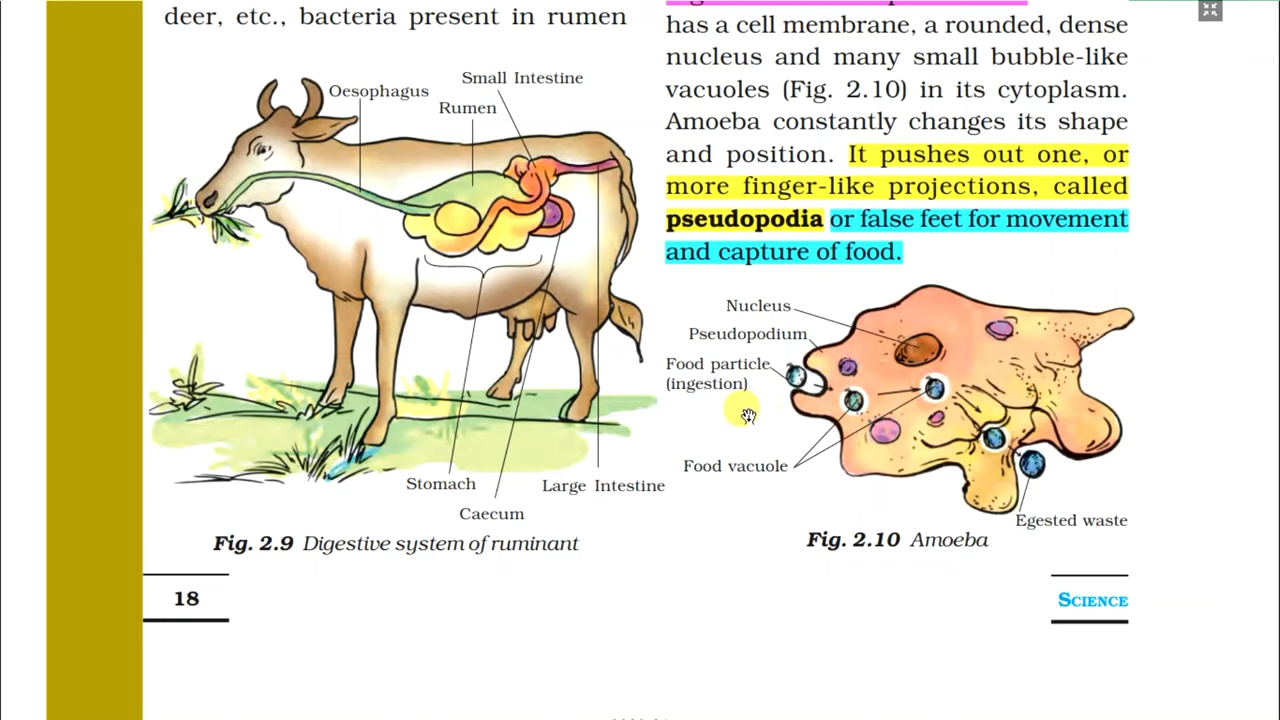 deer, etc., bacteria present in rumen
Small Intestine
Oesophagus
Rumen
Stomach
Large Intestine
Caecum
Fig. 2.9 Digestive system of ruminant
18
has a cell membrane, a rounded, dense
nucleus and many small bubble-like
vacuoles (Fig. 2.10) in its cytoplasm.
Amoeba constantly changes its shape
and position. It pushes out one, or
more finger-like projections, called
pseudopodia or false feet for movement
and capture of food.
Nucleus
Pseudopodium
Food particle
(ingestion)
Food vacuole
Egested waste
Fig. 2.10 Amoeba
SCIENCE